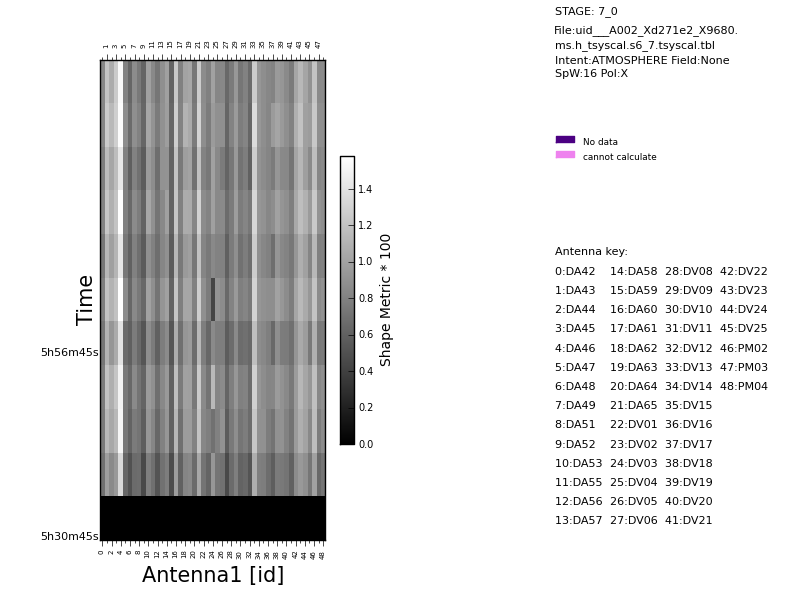 STAGE: 7_0
File:uid___A002_Xd271e2_X9680.
ms.h_tsyscal.s6_7.tsyscal.tbl
Intent:ATMOSPHERE Field:None
SpW:16 Pol:X
1 3 5 7 9 11 13 15 17 19 21 23 25 27 29 31 33 35 37 39 41 43 45 47
No data
cannot calculate
1.4
1.2
1.0
0.8
0.6
0.4
0.2
0.0
Shape Metric * 100
Time
5h56m45s
5h30m45s
0 2 4 6 8 10 12 14 16 18 20 22 24 26 28 30 32 34 36 38 40 42 44 46 48
Antenna1 [id]
Antenna key:
0:DA42 14:DA58 28:DV08 42:DV22
1:DA43 15:DA59 29:DV09 43:DV23
2:DA44 16:DA60 30:DV10 44:DV24
3:DA45 17:DA61 31:DV11 45:DV25
4:DA46 18:DA62 32:DV12 46:PM02
5:DA47 19:DA63 33:DV13 47:PM03
6:DA48 20:DA64 34:DV14 48:PM04
7:DA49 21:DA65 35:DV15
8:DA51 22:DV01 36:DV16
9:DA52 23:DV02 37:DV17
10:DA53 24:DV03 38:DV18
11:DA55 25:DV04 39:DV19
12:DA56 26:DV05 40:DV20
13:DA57 27:DV06 41:DV21